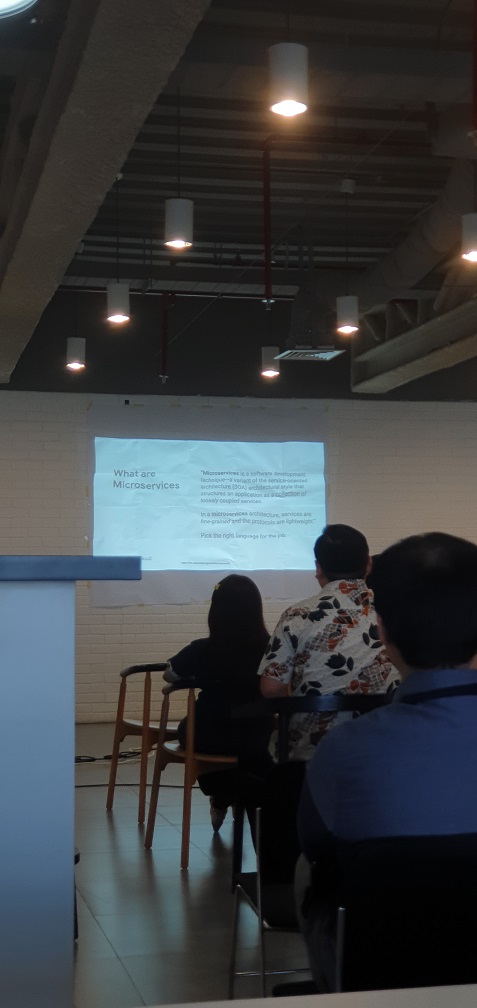 What are
Microservices
"Microservices is a software development
technique—a variant of the service-oriented
architecture (SOA) architectural style that
structures an application as a collection of
loosely coupled services.
In a microservices architecture, services are
fine-grained and the protocols are lightweight."
Pick the right language for the job.